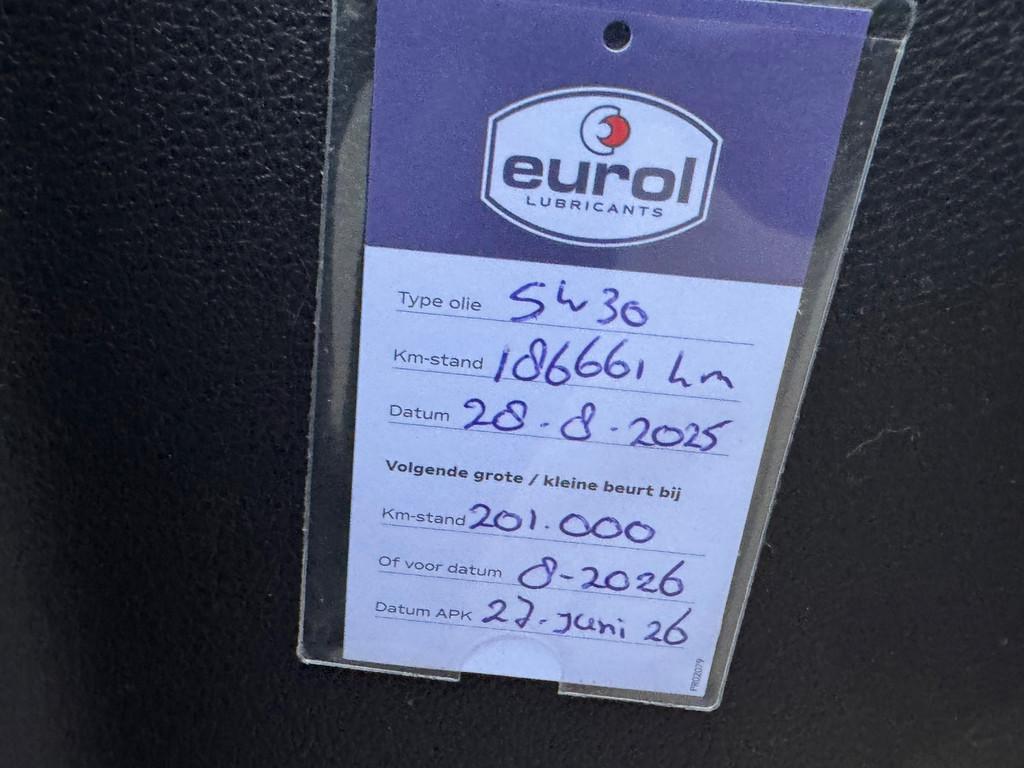 eurol
LUBRICANTS
Type olie 5W30
Km-stand 186661 km
Datum 28.8.2025
Volgende grote / kleine beurt bij
Km-stand 201.000
Of voor datum 8-2026
Datum APK 27.juni 26
PR02079